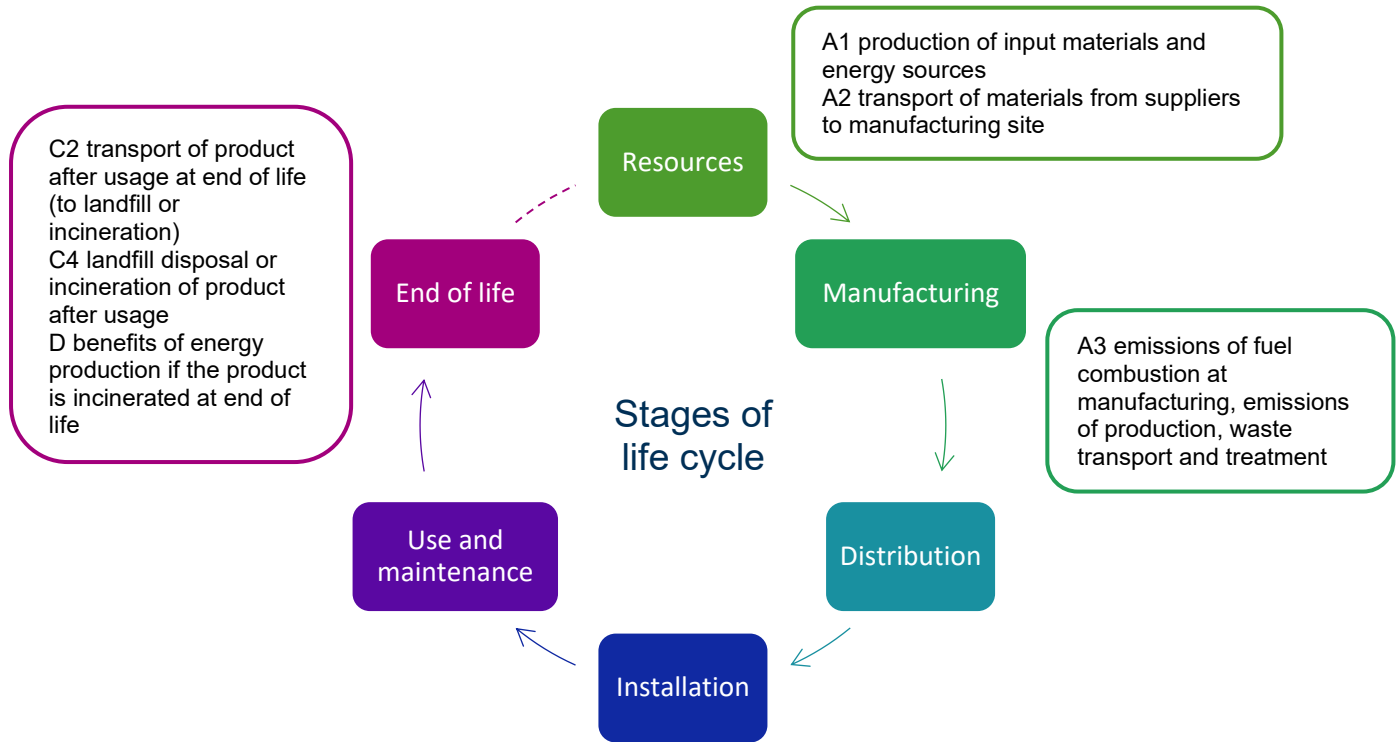 A1 production of input materials and
energy sources
A2 transport of materials from suppliers
to manufacturing site
Resources
C2 transport of product
after usage at end of life
(to landfill or
incineration)
C4 landfill disposal or
incineration of product
after usage
D benefits of energy
production if the product
is incinerated at end of
life
End of life
Manufacturing
A3 emissions of fuel
combustion at
manufacturing, emissions
of production, waste
transport and treatment
Stages of
life cycle
Use and
maintenance
Distribution
Installation